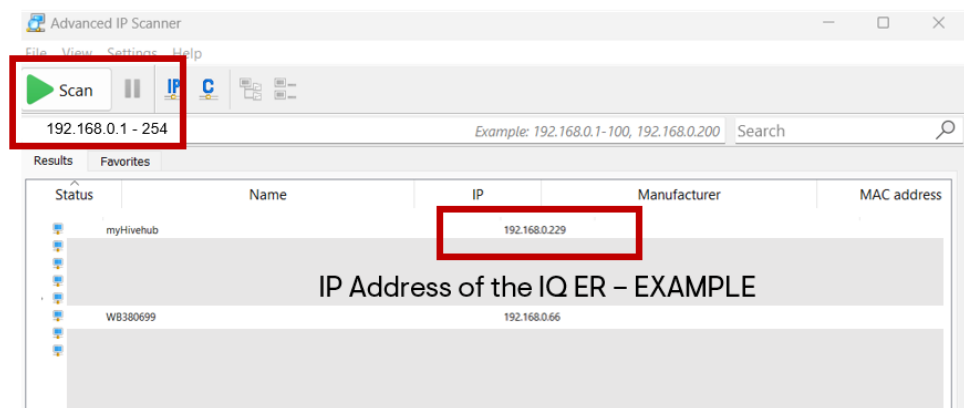 Advanced IP Scanner
File View Settings Help
Scan IP C
192.168.0.1 - 254 Example: 192.168.0.1-100, 192.168.0.200 Search
Results Favorites
Status Name IP Manufacturer MAC address
myHivehub 192.168.0.229
IP Address of the IQ ER – EXAMPLE
WB380699 192.168.0.66